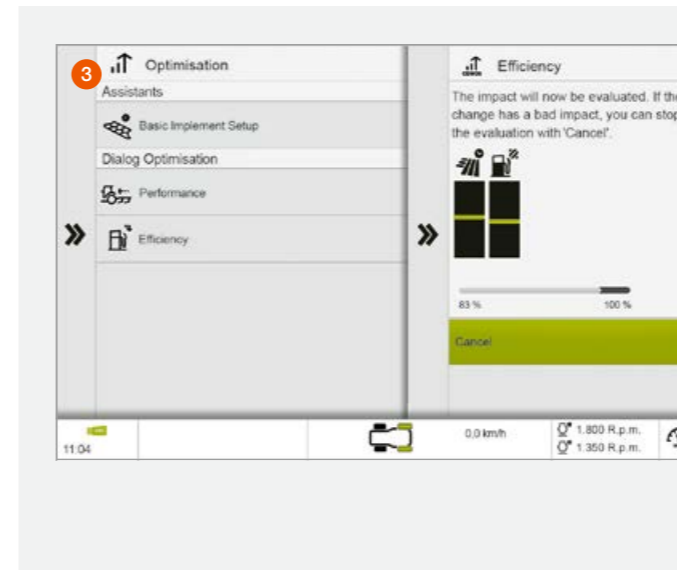 3
Optimisation
Assistants
Basic Implement Setup
Dialog Optimisation
Performance
Efficiency
Efficiency
The impact will now be evaluated. If the
change has a bad impact, you can stop
the evaluation with 'Cancel'.
83 % 100 %
Cancel
11:04
0,0 km/h
1.800 R.p.m.
1.350 R.p.m.